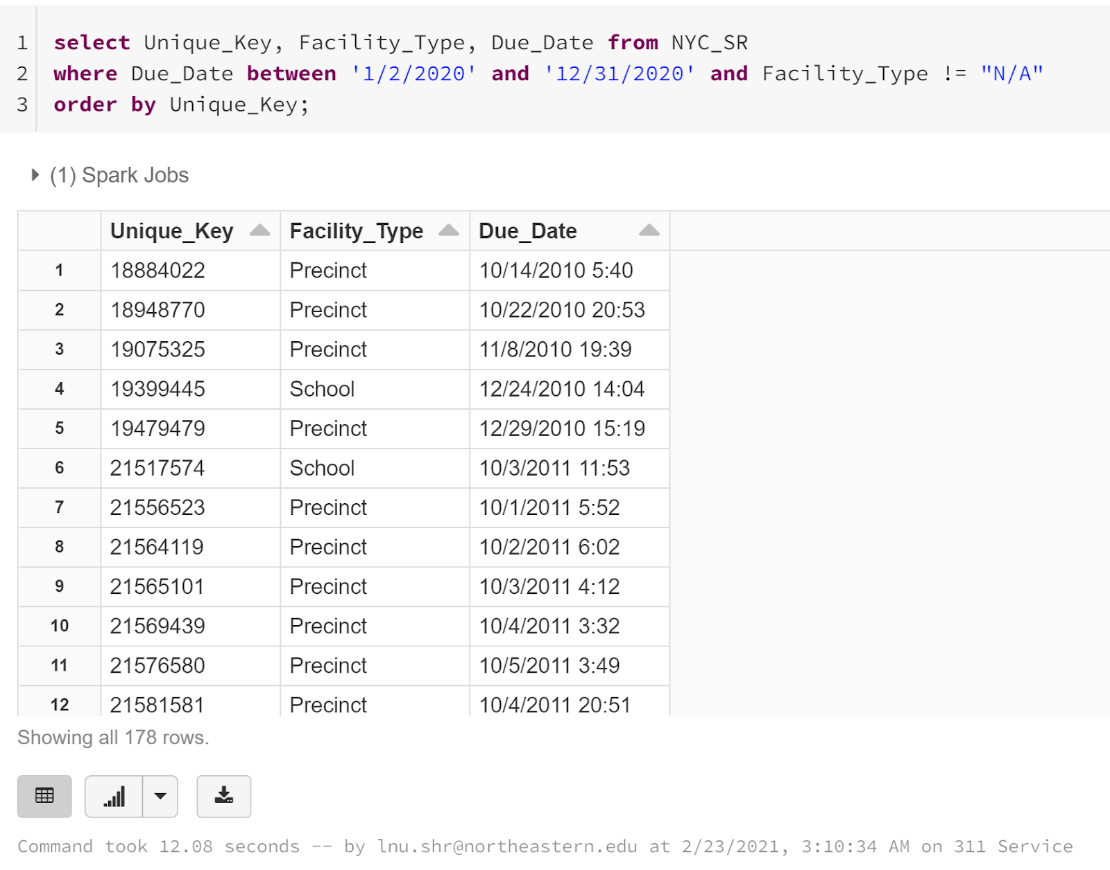 1 select Unique_Key, Facility_Type, Due_Date from NYC_SR
2 where Due_Date between '1/2/2020' and '12/31/2020' and Facility_Type != "N/A"
3 order by Unique_Key;
(1) Spark Jobs
Unique_Key Facility_Type Due_Date
1 18884022 Precinct 10/14/2010 5:40
2 18948770 Precinct 10/22/2010 20:53
3 19075325 Precinct 11/8/2010 19:39
4 19399445 School 12/24/2010 14:04
5 19479479 Precinct 12/29/2010 15:19
6 21517574 School 10/3/2011 11:53
7 21556523 Precinct 10/1/2011 5:52
8 21564119 Precinct 10/2/2011 6:02
9 21565101 Precinct 10/3/2011 4:12
10 21569439 Precinct 10/4/2011 3:32
11 21576580 Precinct 10/5/2011 3:49
12 21581581 Precinct 10/4/2011 20:51
Showing all 178 rows.
Command took 12.08 seconds -- by lnu.shr@northeastern.edu at 2/23/2021, 3:10:34 AM on 311 Service